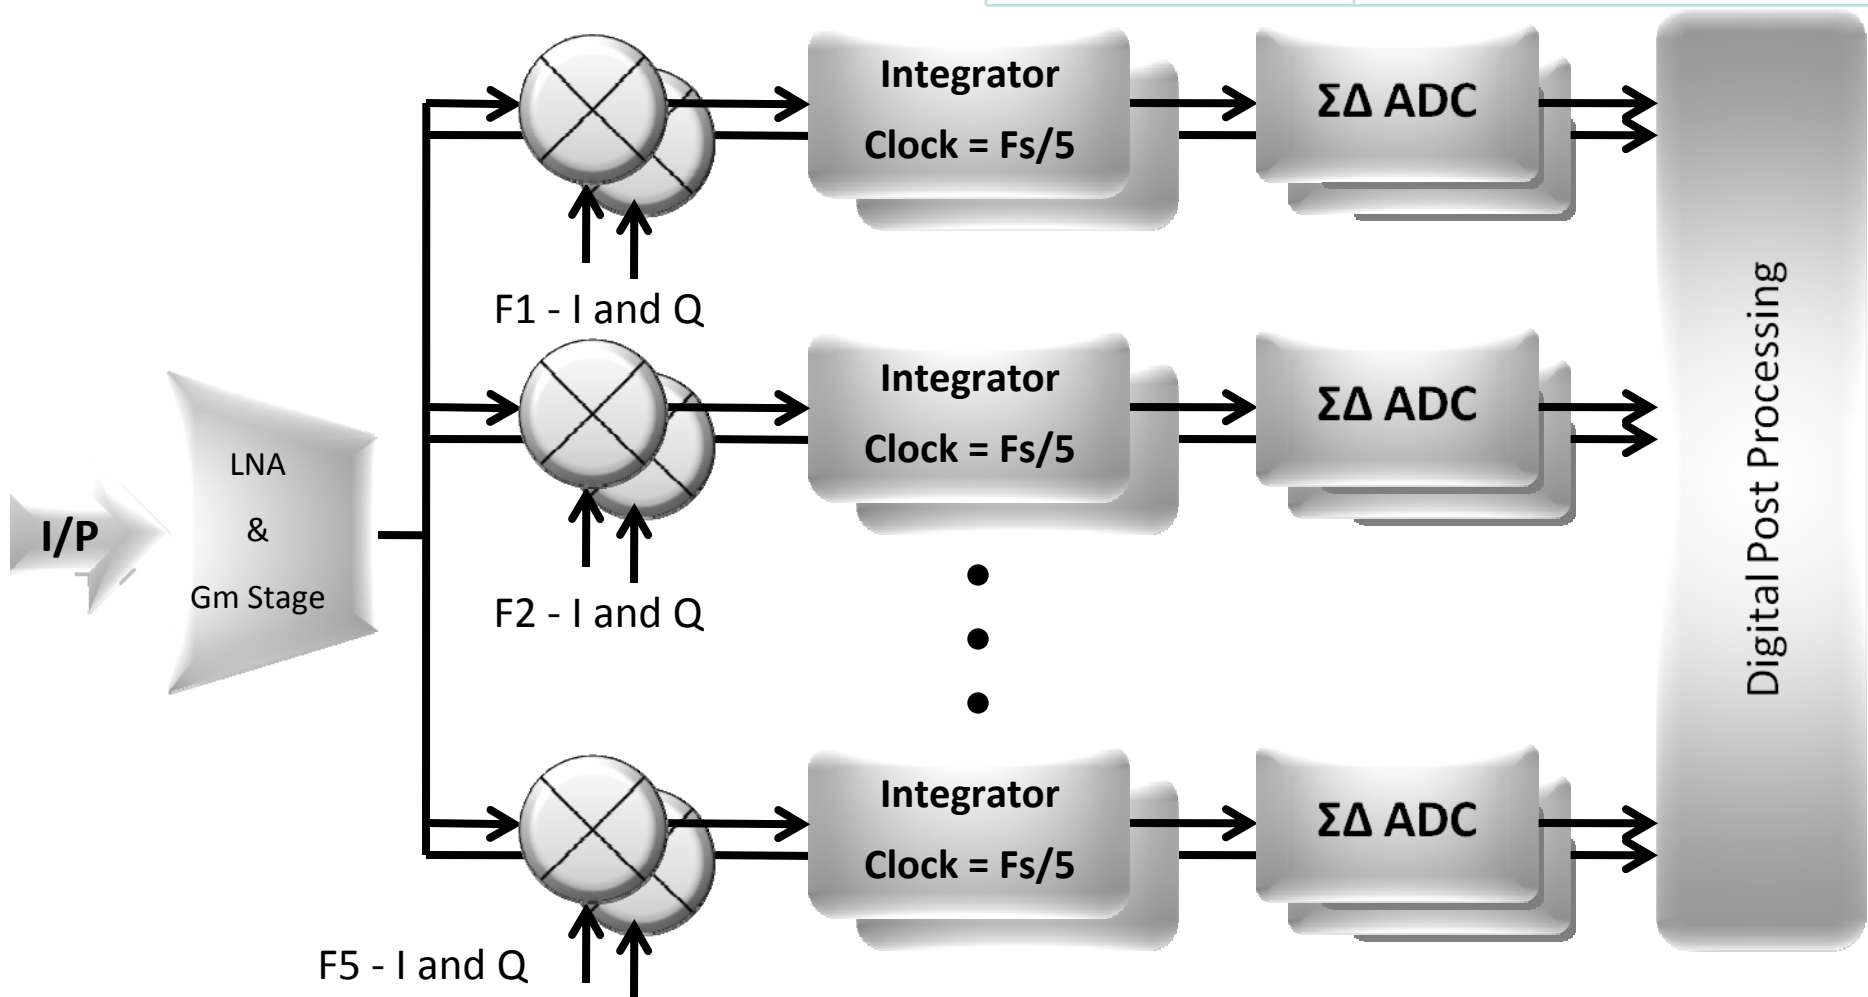 Integrator
Clock = Fs/5
ΣΔ ADC
F1 - I and Q
Integrator
Clock = Fs/5
ΣΔ ADC
F2 - I and Q
I/P
LNA
&
Gm Stage
Integrator
Clock = Fs/5
ΣΔ ADC
F5 - I and Q
Digital Post Processing